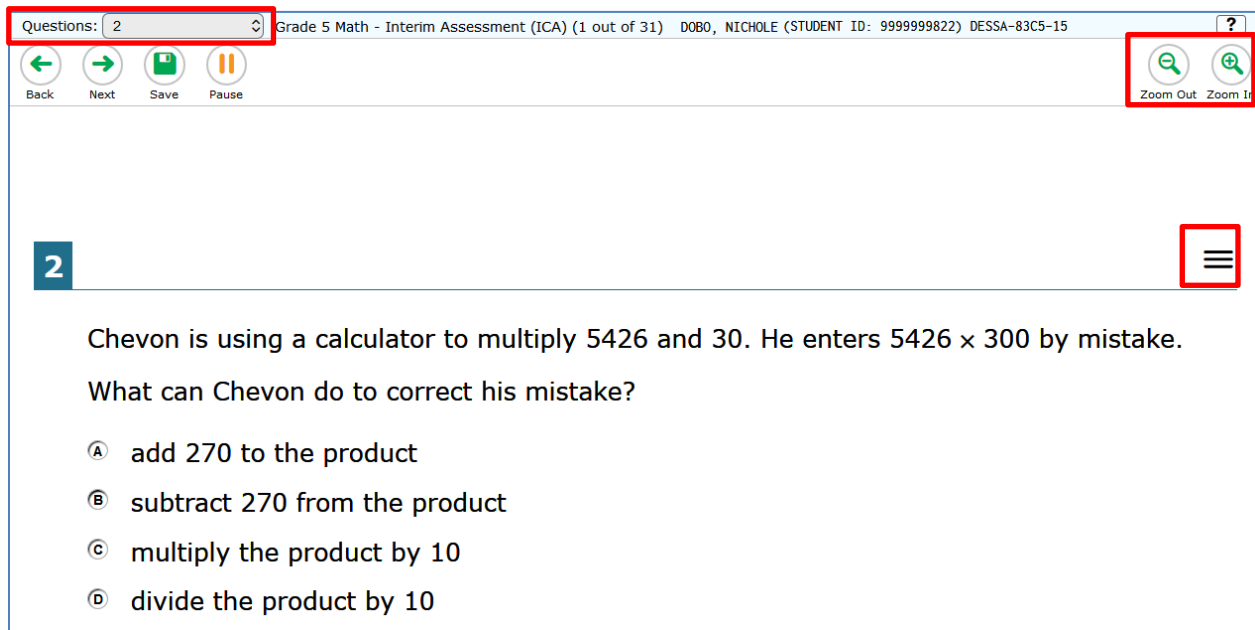 Questions: 2 Grade 5 Math - Interim Assessment (ICA) (1 out of 31) DOBO, NICHOLE (STUDENT ID: 9999999822) DESSA-83C5-15 ?
Back Next Save Pause Zoom Out Zoom In
2
Chevon is using a calculator to multiply 5426 and 30. He enters 5426 × 300 by mistake.
What can Chevon do to correct his mistake?
A add 270 to the product
B subtract 270 from the product
C multiply the product by 10
D divide the product by 10